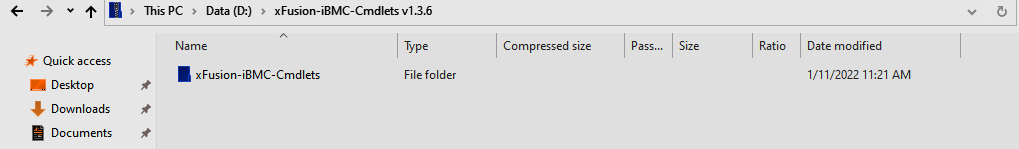 This PC > Data (D:) > xFusion-iBMC-Cmdlets v1.3.6
Name Type Compressed size Pass... Size Ratio Date modified
Quick access
xFusion-iBMC-Cmdlets File folder 1/11/2022 11:21 AM
Desktop
Downloads
Documents